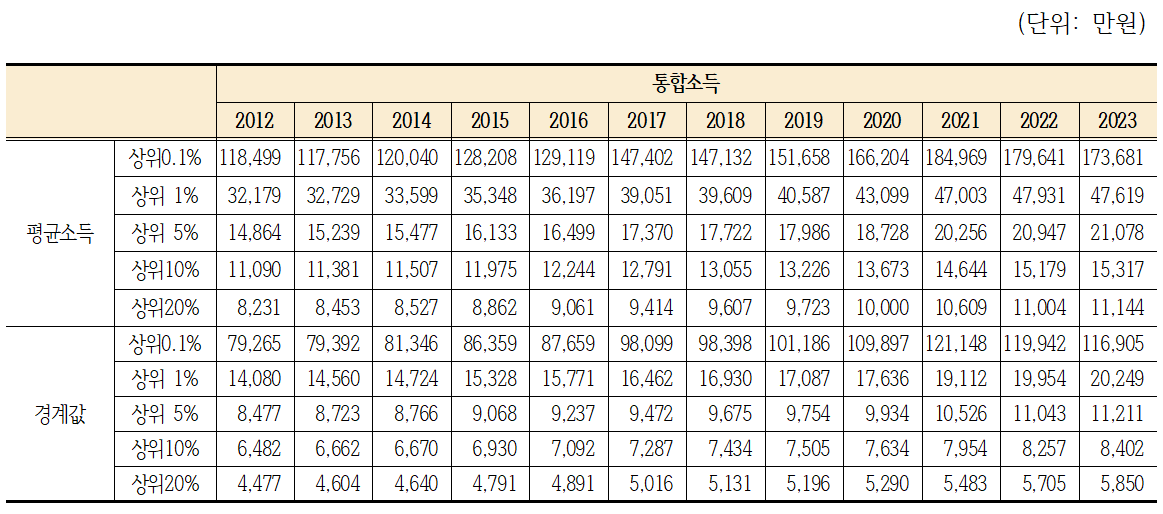 (단위: 만원)
통합소득
2012 2013 2014 2015 2016 2017 2018 2019 2020 2021 2022 2023
평균소득
상위0.1% 118,499 117,756 120,040 128,208 129,119 147,402 147,132 151,658 166,204 184,969 179,641 173,681
상위 1% 32,179 32,729 33,599 35,348 36,197 39,051 39,609 40,587 43,099 47,003 47,931 47,619
상위 5% 14,864 15,239 15,477 16,133 16,499 17,370 17,722 17,986 18,728 20,256 20,947 21,078
상위10% 11,090 11,381 11,507 11,975 12,244 12,791 13,055 13,226 13,673 14,644 15,179 15,317
상위20% 8,231 8,453 8,527 8,862 9,061 9,414 9,607 9,723 10,000 10,609 11,004 11,144
경계값
상위0.1% 79,265 79,392 81,346 86,359 87,659 98,099 98,398 101,186 109,897 121,148 119,942 116,905
상위 1% 14,080 14,560 14,724 15,328 15,771 16,462 16,930 17,087 17,636 19,112 19,954 20,249
상위 5% 8,477 8,723 8,766 9,068 9,237 9,472 9,675 9,754 9,934 10,526 11,043 11,211
상위10% 6,482 6,662 6,670 6,930 7,092 7,287 7,434 7,505 7,634 7,954 8,257 8,402
상위20% 4,477 4,604 4,640 4,791 4,891 5,016 5,131 5,196 5,290 5,483 5,705 5,850